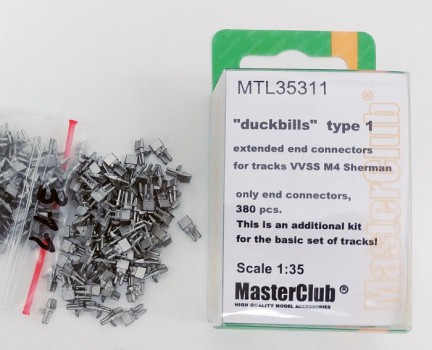 MTL35311
"duckbills" type 1
extended end connectors
for tracks VVSS M4 Sherman
only end connectors,
380 pcs.
This is an additional kit
for the basic set of tracks!
Scale 1:35
MasterClub®
HIGH QUALITY MODEL ACCESSORIES
MasterClub®
311